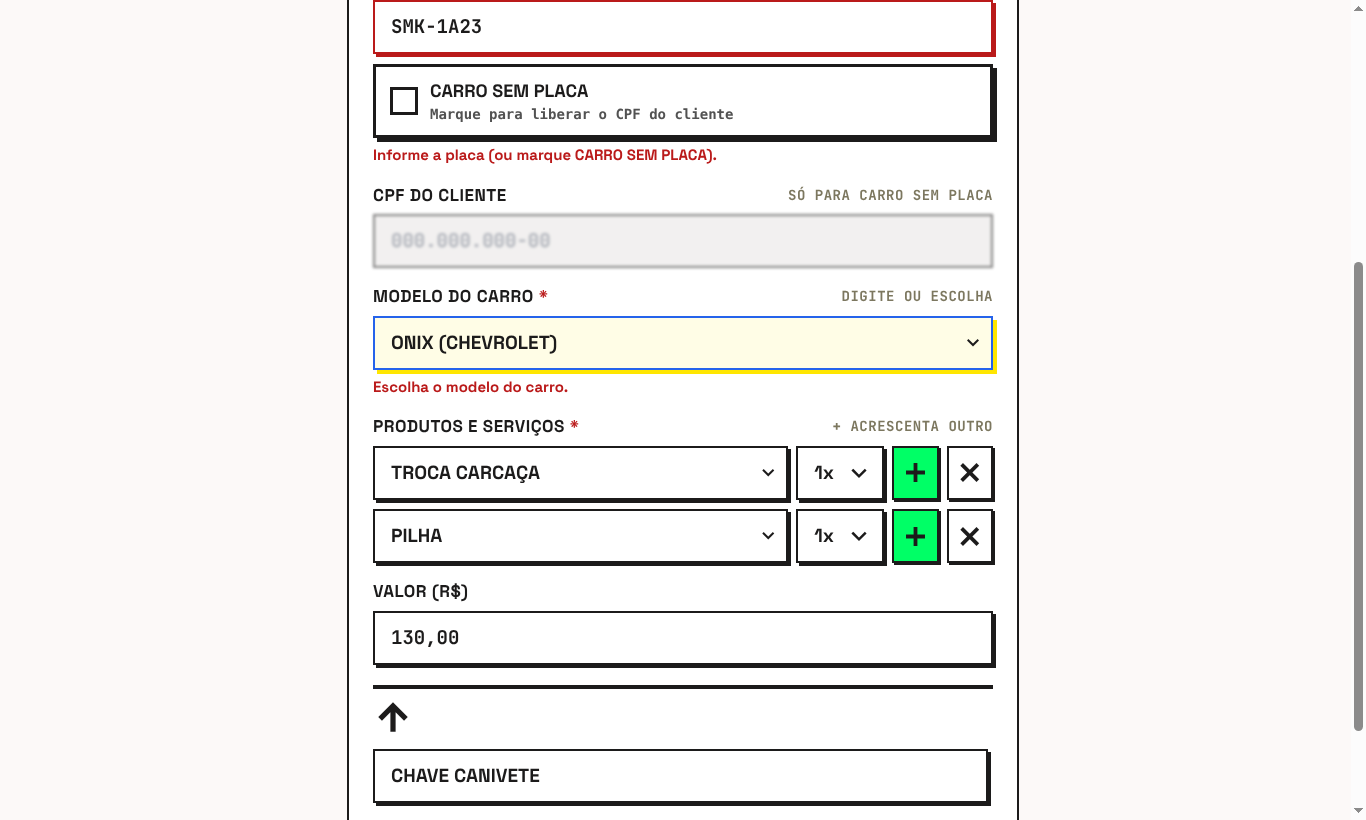 SMK-1A23
CARRO SEM PLACA
Marque para liberar o CPF do cliente
Informe a placa (ou marque CARRO SEM PLACA).
CPF DO CLIENTE SÓ PARA CARRO SEM PLACA
000.000.000-00
MODELO DO CARRO * DIGITE OU ESCOLHA
ONIX (CHEVROLET)
Escolha o modelo do carro.
PRODUTOS E SERVIÇOS * + ACRESCENTA OUTRO
TROCA CARCAÇA 1x
PILHA 1x
VALOR (R$)
130,00
CHAVE CANIVETE